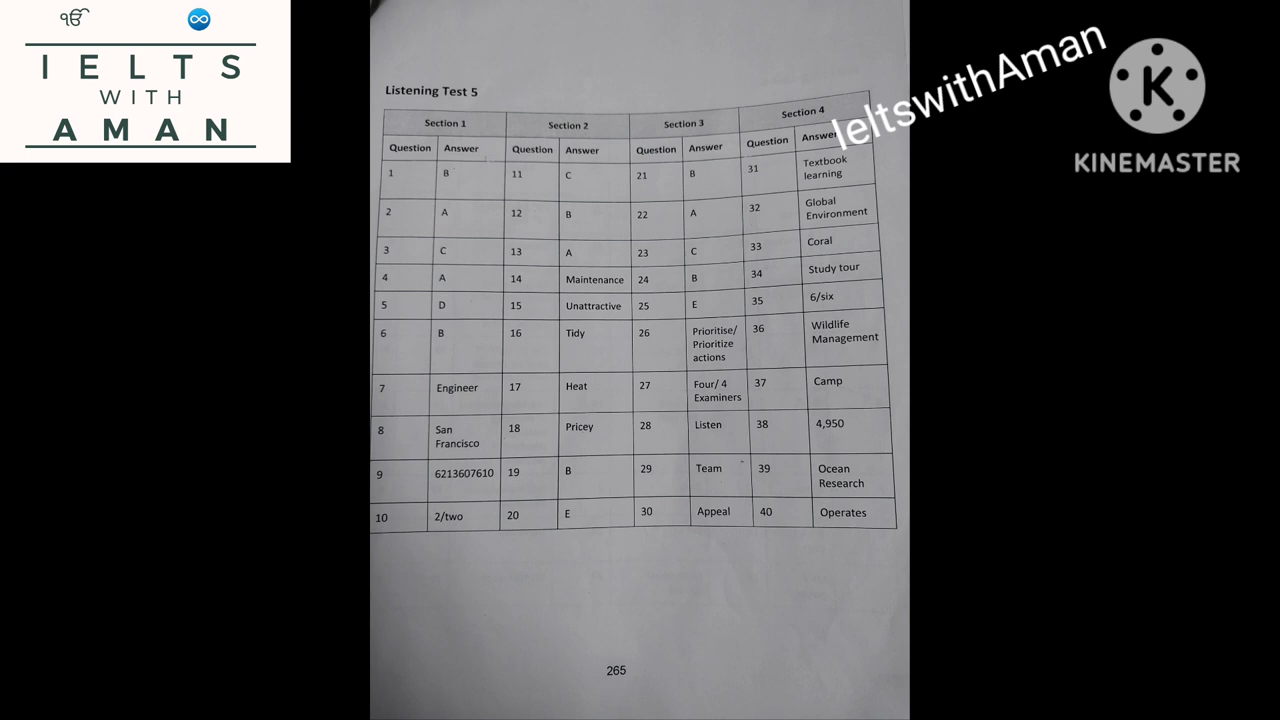 ੴ
IELTS
WITH
AMAN
IeltswithAman
K
KINEMASTER
Listening Test 5
Section 1 Section 2 Section 3 Section 4
Question Answer Question Answer Question Answer Question Answer
1 B 11 C 21 B 31 Textbook learning
2 A 12 B 22 A 32 Global Environment
3 C 13 A 23 C 33 Coral
4 A 14 Maintenance 24 B 34 Study tour
5 D 15 Unattractive 25 E 35 6/six
6 B 16 Tidy 26 Prioritise/ Prioritize actions 36 Wildlife Management
7 Engineer 17 Heat 27 Four/ 4 Examiners 37 Camp
8 San Francisco 18 Pricey 28 Listen 38 4,950
9 6213607610 19 B 29 Team 39 Ocean Research
10 2/two 20 E 30 Appeal 40 Operates
265